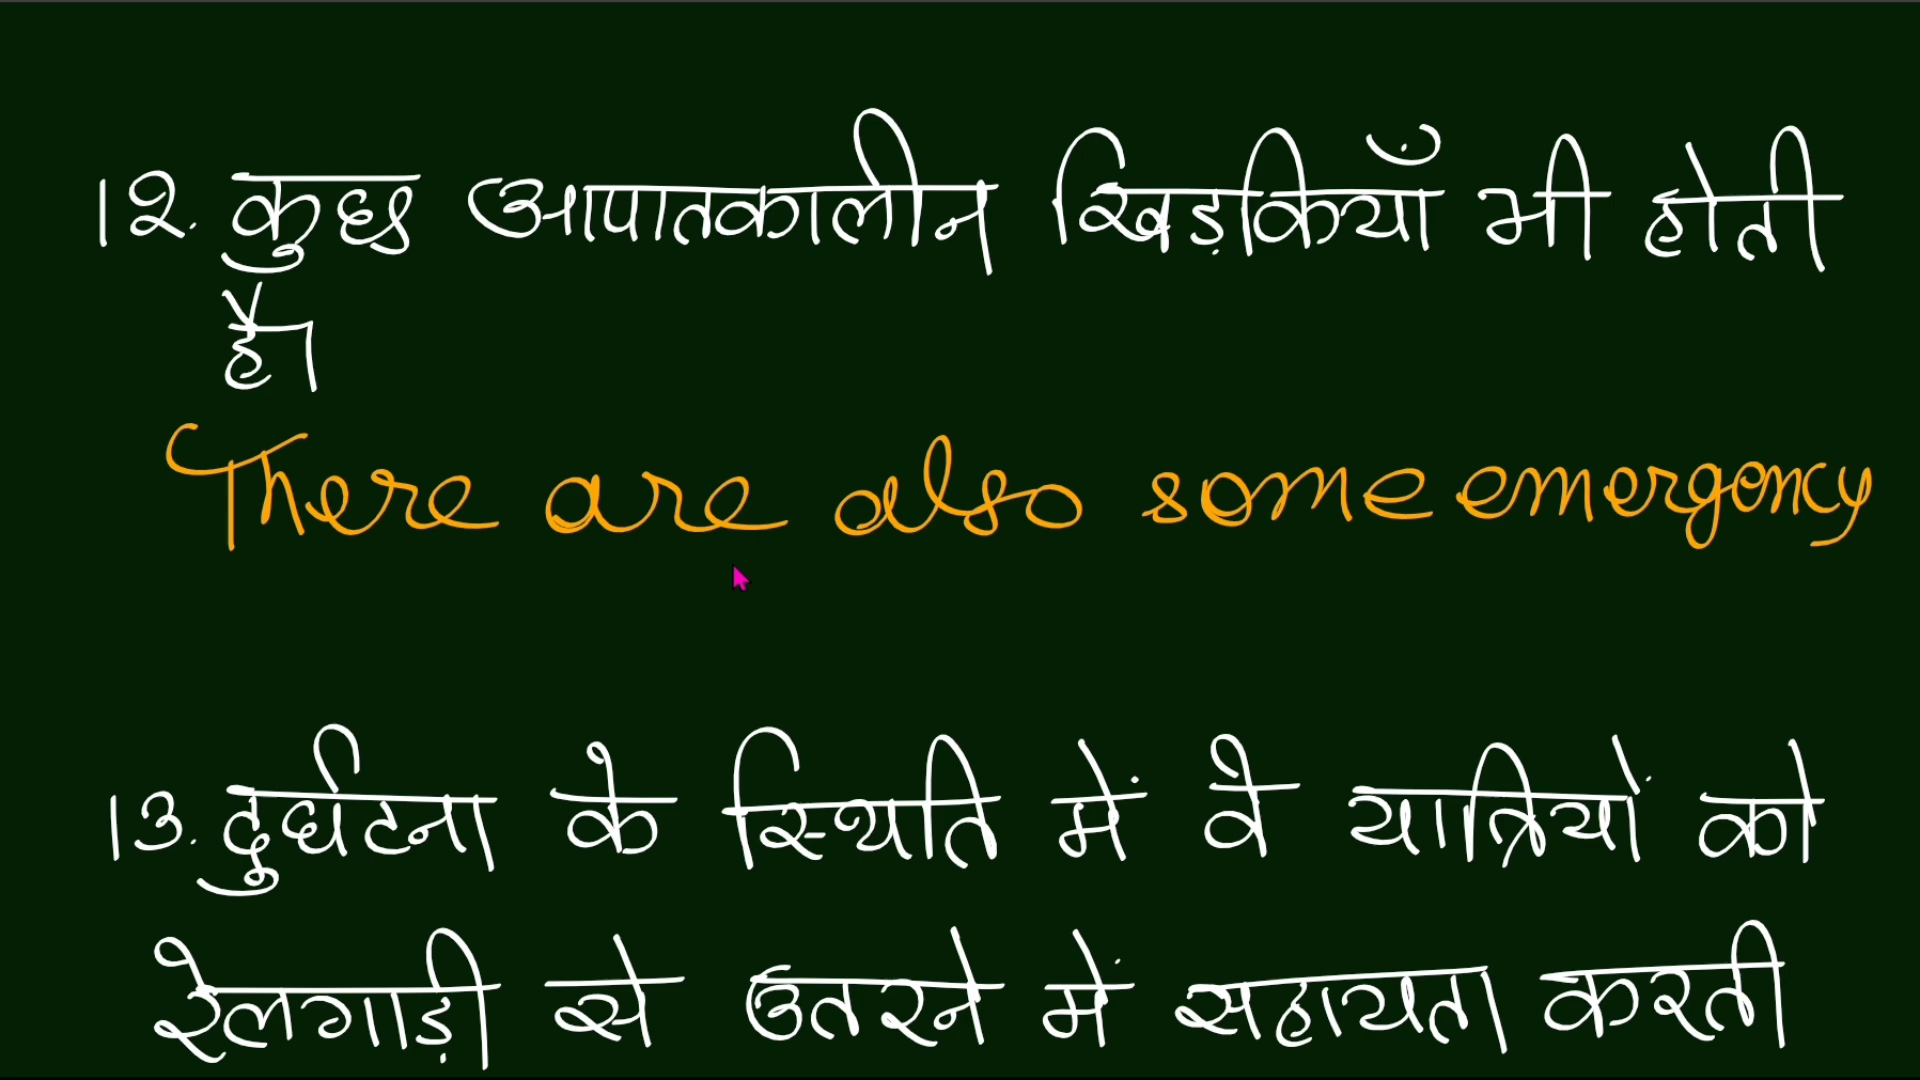 12. कुछ आपातकालीन खिड़कियाँ भी होती
है।
There are also some emergency
13. दुर्घटना के स्थिति में वे यात्रियों को
रेलगाड़ी से उतरने में सहायता करती